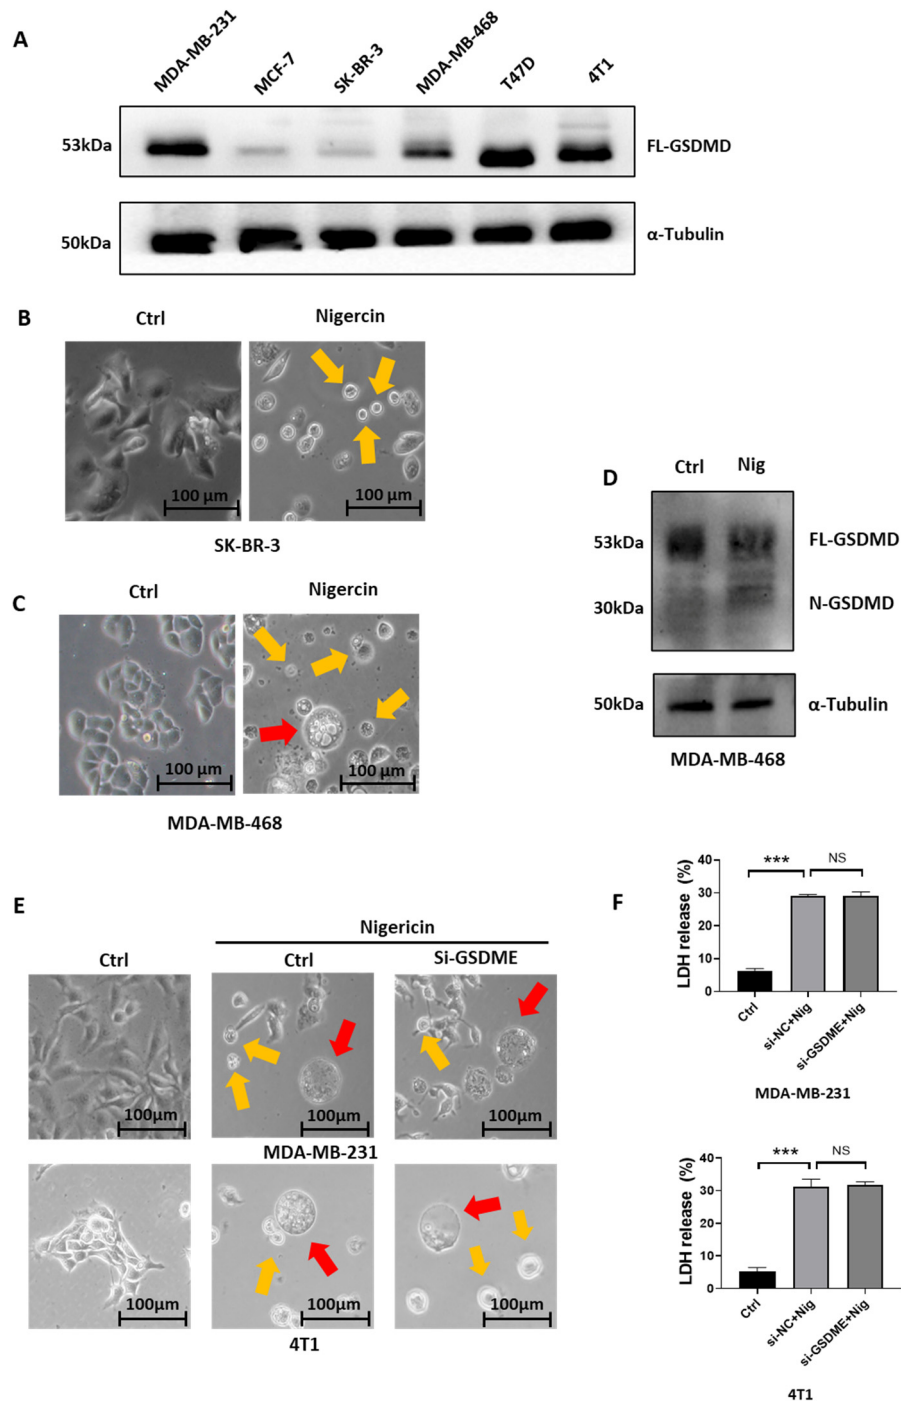 A
MDA-MB-231 MCF-7 SK-BR-3 MDA-MB-468 T47D 4T1
53kDa FL-GSDMD
50kDa α-Tubulin
B
Ctrl Nigercin
100 μm 100 μm
SK-BR-3
C
Ctrl Nigercin
100 μm 100 μm
MDA-MB-468
D
Ctrl Nig
53kDa FL-GSDMD
30kDa N-GSDMD
50kDa α-Tubulin
MDA-MB-468
E
Nigericin
Ctrl Ctrl Si-GSDME
100μm 100μm 100μm
MDA-MB-231
100μm 100μm 100μm
4T1
F
LDH release (%)
40
30
20
10
0
*** NS
Ctrl si-NC+Nig si-GSDME+Nig
MDA-MB-231
LDH release (%)
40
30
20
10
0
*** NS
Ctrl si-NC+Nig si-GSDME+Nig
4T1